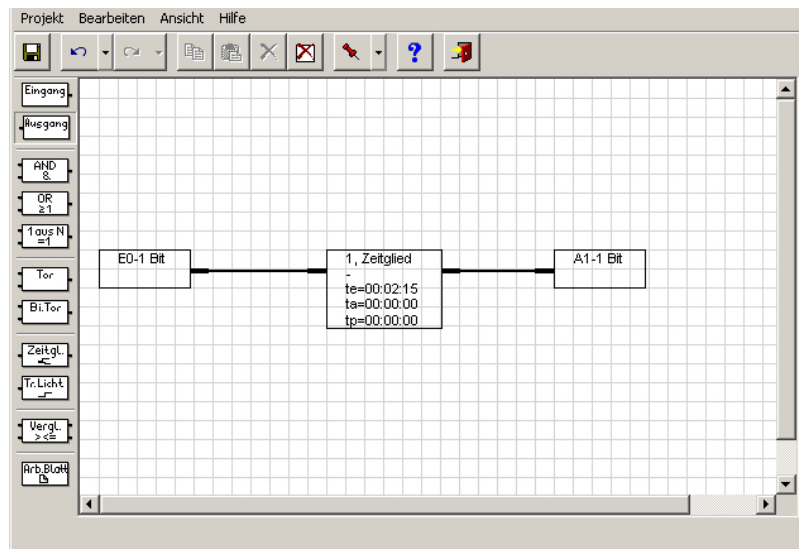 Projekt Bearbeiten Ansicht Hilfe
?
Eingang
Ausgang
AND
&
OR
≥1
1 aus N
=1
Tor
Bi.Tor
Zeitgl.
Tr.Licht
Vergl.
><=
Arb.Blatt
E0-1 Bit
1, Zeitglied
-
te=00:02:15
ta=00:00:00
tp=00:00:00
A1-1 Bit